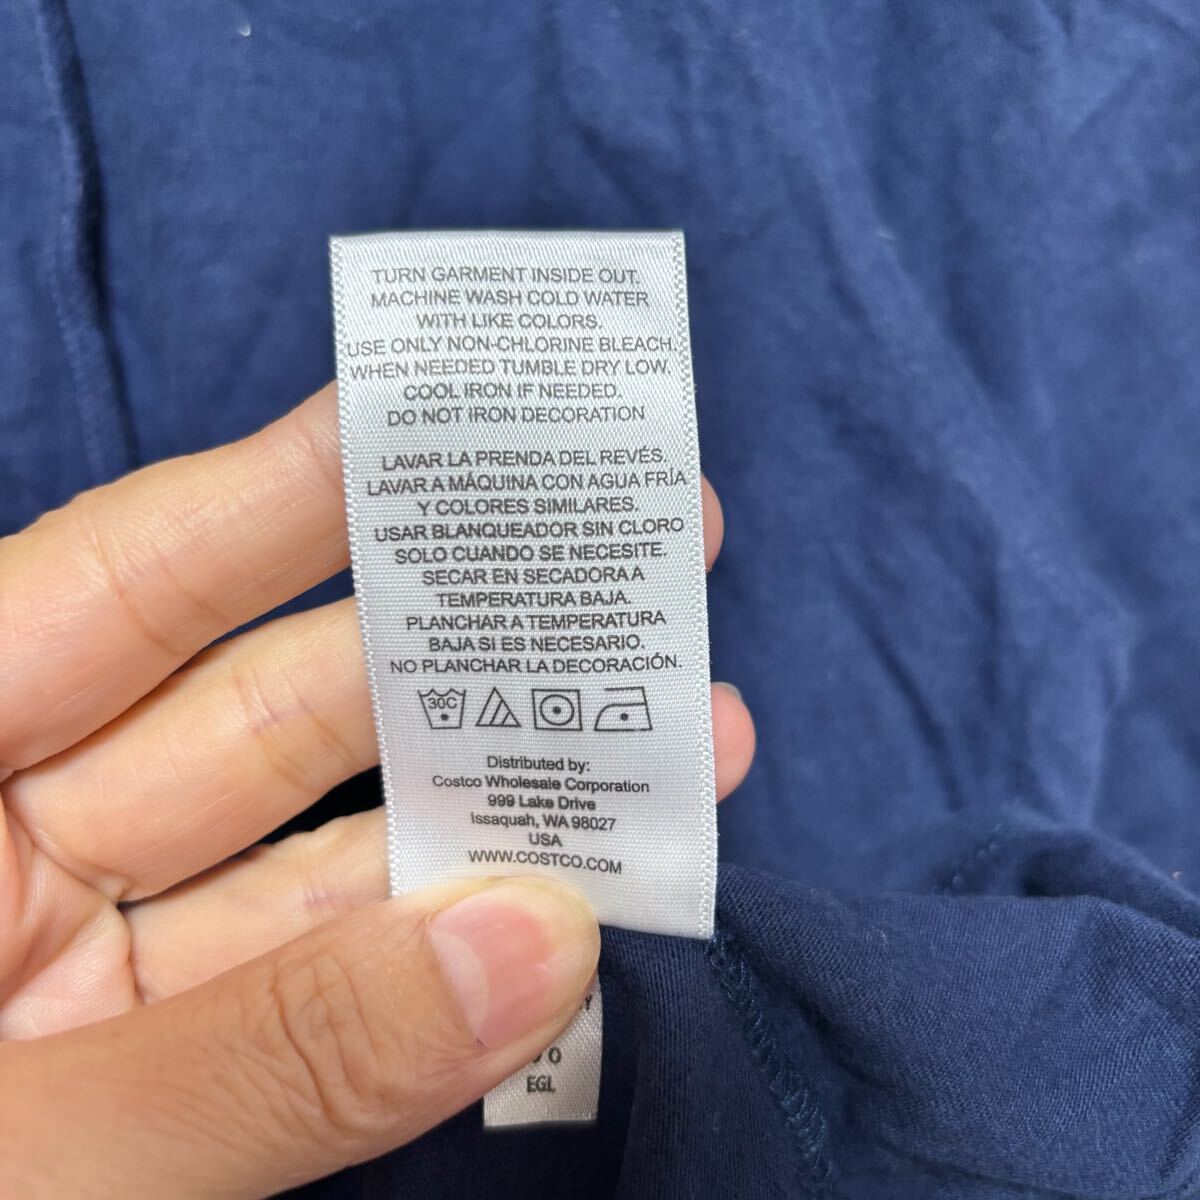 TURN GARMENT INSIDE OUT.
MACHINE WASH COLD WATER
WITH LIKE COLORS.
USE ONLY NON-CHLORINE BLEACH.
WHEN NEEDED TUMBLE DRY LOW.
COOL IRON IF NEEDED.
DO NOT IRON DECORATION
LAVAR LA PRENDA DEL REVÉS.
LAVAR A MÁQUINA CON AGUA FRÍA
Y COLORES SIMILARES.
USAR BLANQUEADOR SIN CLORO
SOLO CUANDO SE NECESITE.
SECAR EN SECADORA A
TEMPERATURA BAJA.
PLANCHAR A TEMPERATURA
BAJA SI ES NECESARIO.
NO PLANCHAR LA DECORACIÓN.
30C
Distributed by:
Costco Wholesale Corporation
999 Lake Drive
Issaquah, WA 98027
USA
WWW.COSTCO.COM
EGL